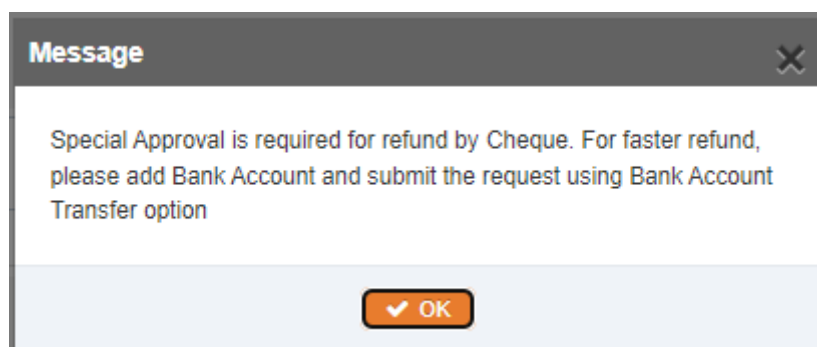 Message
Special Approval is required for refund by Cheque. For faster refund,
please add Bank Account and submit the request using Bank Account
Transfer option
OK